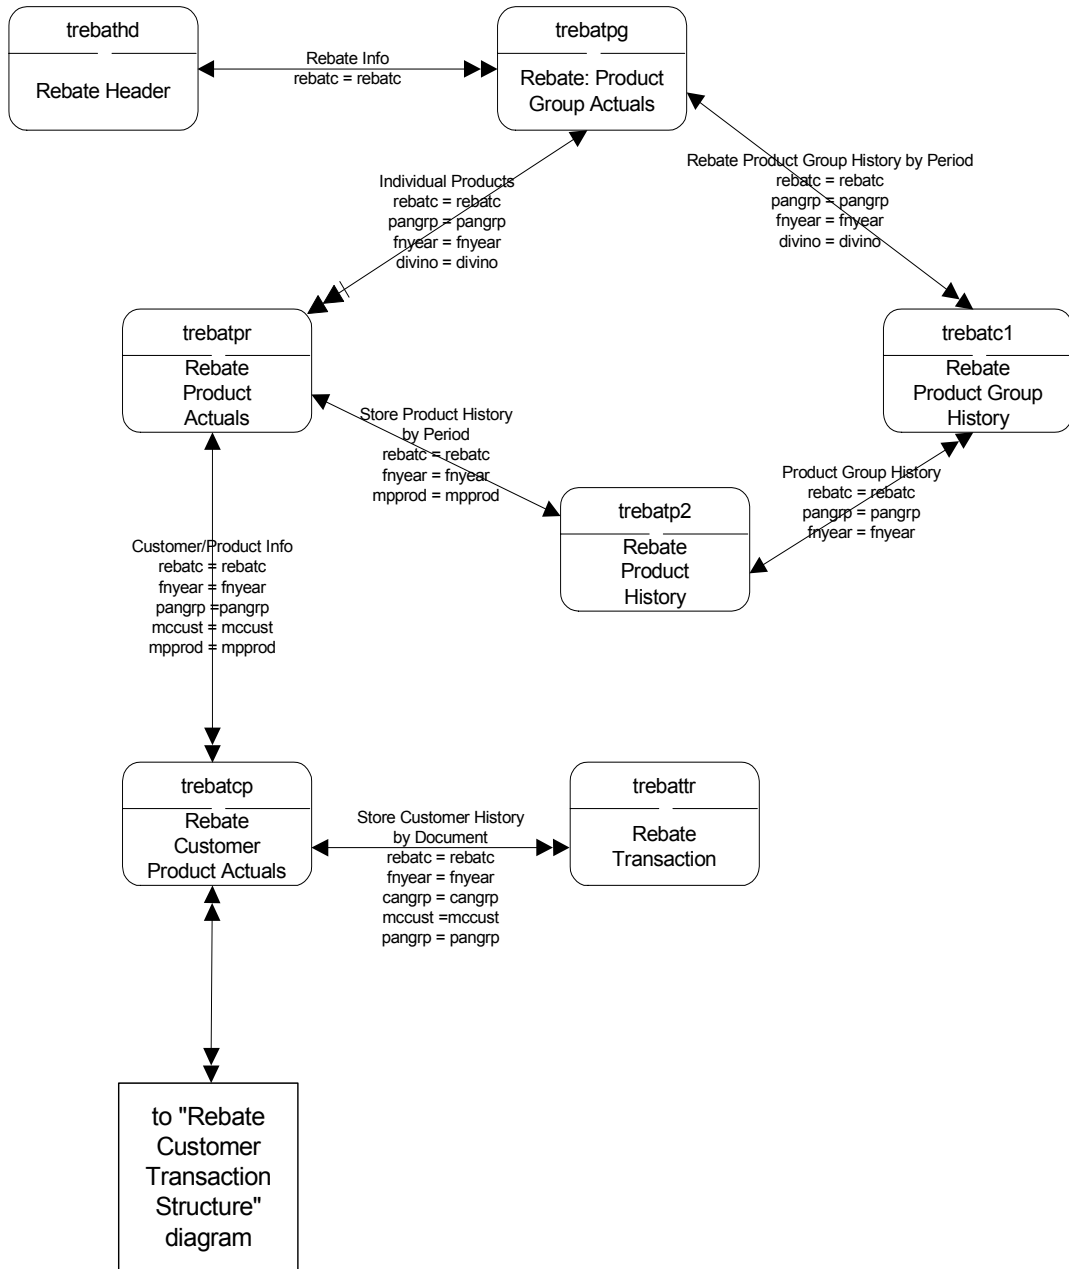 trebathd
Rebate Header
Rebate Info
rebatc = rebatc
trebatpg
Rebate: Product
Group Actuals
Individual Products
rebatc = rebatc
pangrp = pangrp
fnyear = fnyear
divino = divino
Rebate Product Group History by Period
rebatc = rebatc
pangrp = pangrp
fnyear = fnyear
divino = divino
trebatpr
Rebate
Product
Actuals
trebatc1
Rebate
Product Group
History
Store Product History
by Period
rebatc = rebatc
fnyear = fnyear
mpprod = mpprod
Product Group History
rebatc = rebatc
pangrp = pangrp
fnyear = fnyear
trebatp2
Rebate
Product
History
Customer/Product Info
rebatc = rebatc
fnyear = fnyear
pangrp =pangrp
mccust = mccust
mpprod = mpprod
trebatcp
Rebate
Customer
Product Actuals
Store Customer History
by Document
rebatc = rebatc
fnyear = fnyear
cangrp = cangrp
mccust =mccust
pangrp = pangrp
trebattr
Rebate
Transaction
to "Rebate
Customer
Transaction
Structure"
diagram